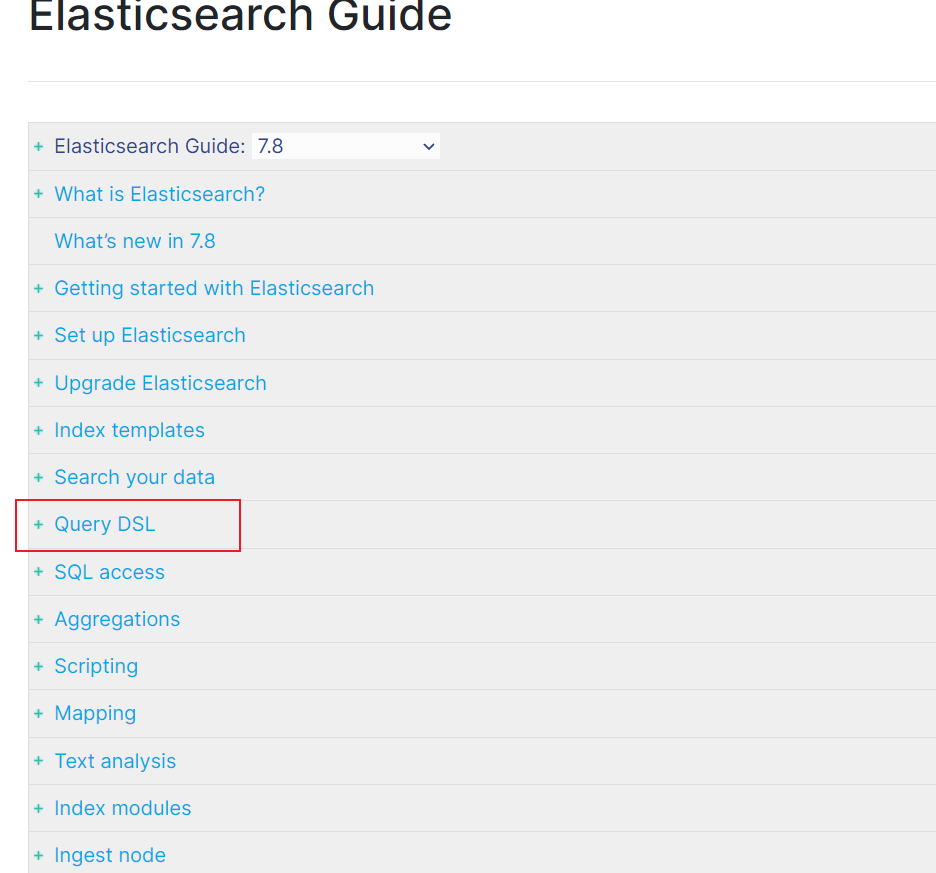 Elasticsearch Guide
+ Elasticsearch Guide: 7.8
+ What is Elasticsearch?
What’s new in 7.8
+ Getting started with Elasticsearch
+ Set up Elasticsearch
+ Upgrade Elasticsearch
+ Index templates
+ Search your data
+ Query DSL
+ SQL access
+ Aggregations
+ Scripting
+ Mapping
+ Text analysis
+ Index modules
+ Ingest node